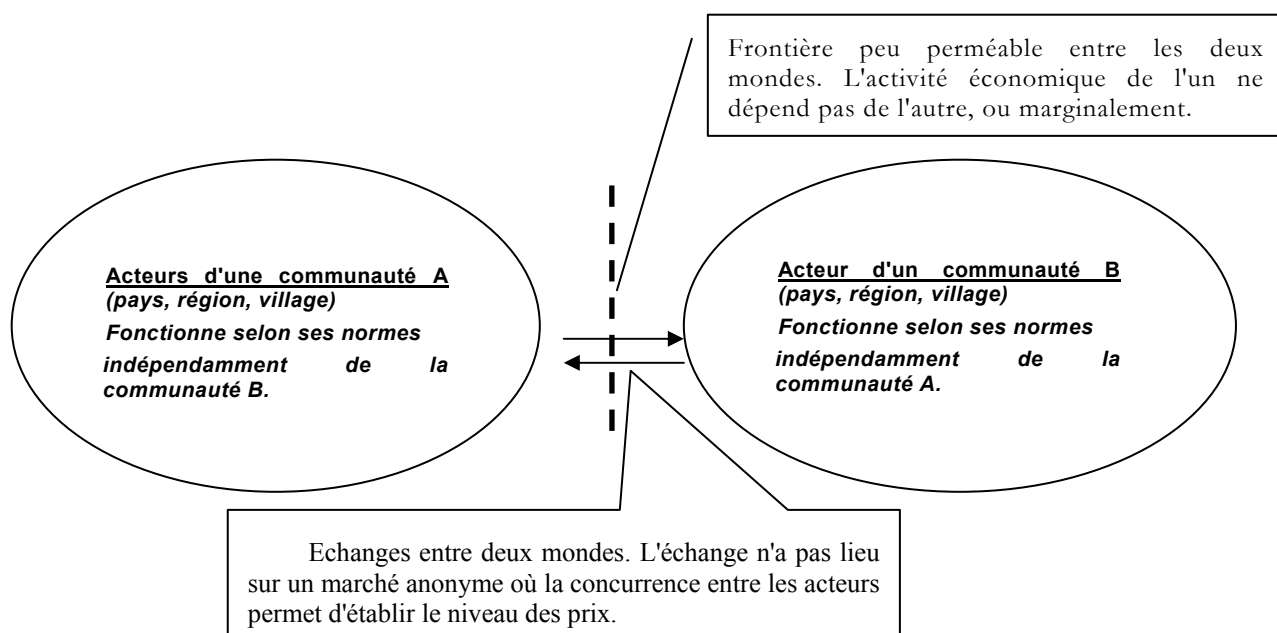 Frontière peu perméable entre les deux
mondes. L'activité économique de l'un ne
dépend pas de l'autre, ou marginalement.
Acteurs d'une communauté A
(pays, région, village)
Fonctionne selon ses normes
indépendamment de la
communauté B.
Acteur d'un communauté B
(pays, région, village)
Fonctionne selon ses normes
indépendamment de la
communauté A.
Echanges entre deux mondes. L'échange n'a pas lieu
sur un marché anonyme où la concurrence entre les acteurs
permet d'établir le niveau des prix.